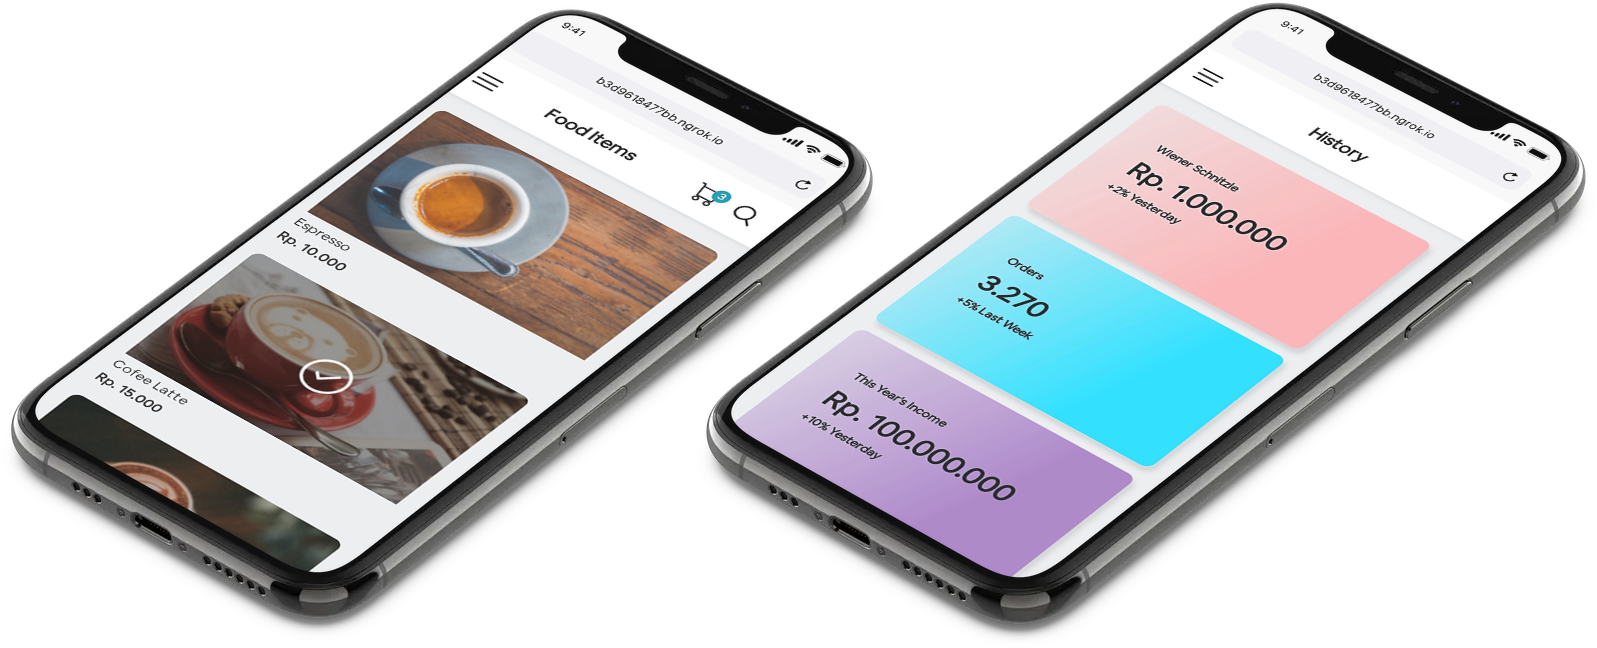 9:41
b3d9618477bb.ngrok.io
Food Items
3
Espresso
Rp. 10.000
Cofee Latte
Rp. 15.000
9:41
b3d9618477bb.ngrok.io
History
Wiener Schnitzle
Rp. 1.000.000
+2% Yesterday
Orders
3.270
+5% Last Week
This Year's Income
Rp. 100.000.000
+10% Yesterday